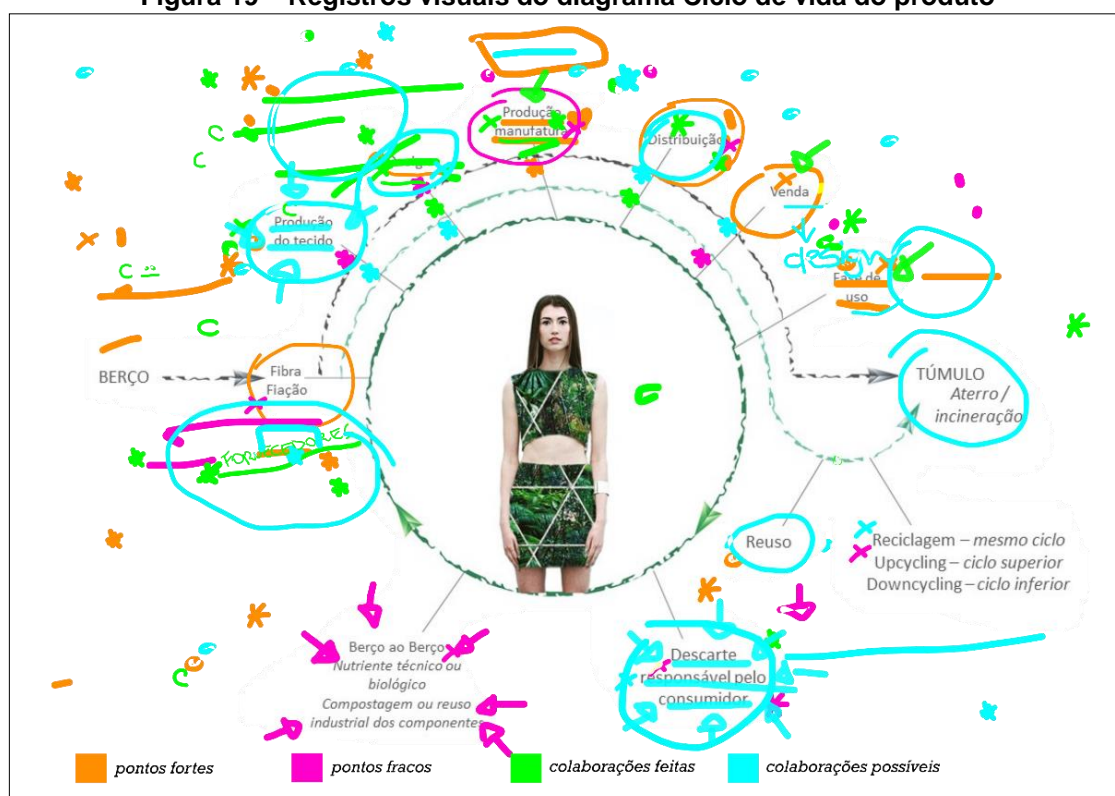 Figura 19 – Registros visuais do diagrama Ciclo de vida do produto
Produção
manufatura
Distribuição
Venda
design
Produção
do tecido
Fase de
uso
BERÇO
Fibra
Fiação
TÚMULO
Aterro /
incineração
FORNECEDORES
Reuso
Reciclagem – mesmo ciclo
Upcycling – ciclo superior
Downcycling – ciclo inferior
Berço ao Berço
Nutriente técnico ou
biológico
Compostagem ou reuso
industrial dos componentes
Descarte
responsável pelo
consumidor
pontos fortes
pontos fracos
colaborações feitas
colaborações possíveis